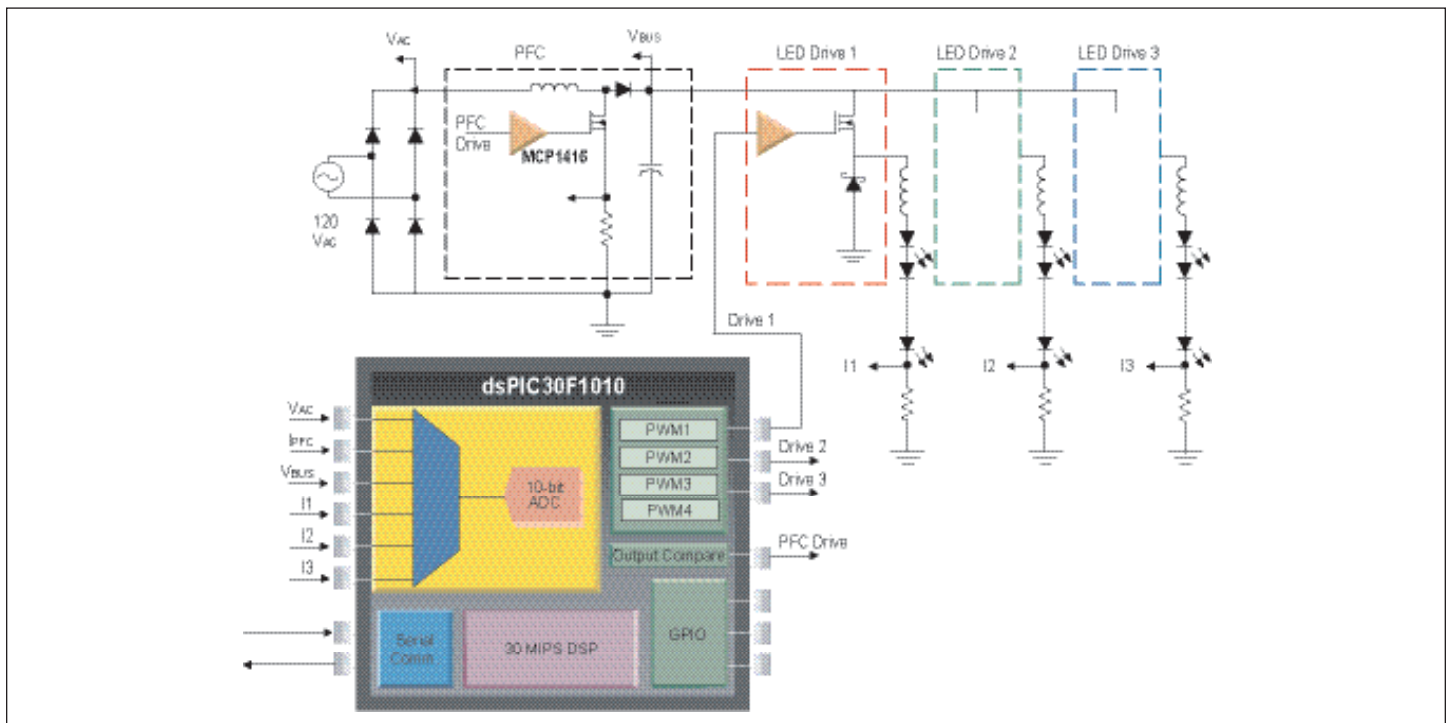 VAC
PFC
VBUS
LED Drive 1
LED Drive 2
LED Drive 3
PFC
Drive
MCP1416
120
VAC
Drive 1
I1
I2
I3
dsPIC30F1010
VAC
IPFC
VBUS
I1
I2
I3
10-bit
ADC
PWM1
PWM2
PWM3
PWM4
Drive 2
Drive 3
Output Compare
PFC Drive
Serial
Comm
30 MIPS DSP
GPIO